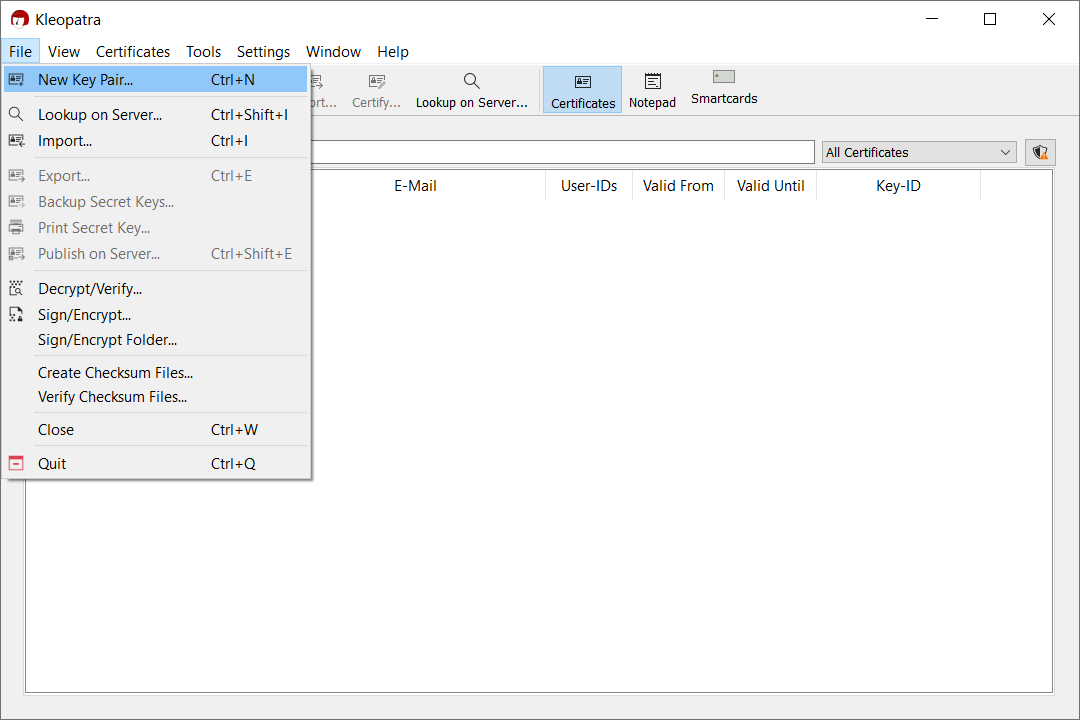 Kleopatra
File View Certificates Tools Settings Window Help
New Key Pair... Ctrl+N
Lookup on Server... Ctrl+Shift+I
Import... Ctrl+I
Export... Ctrl+E
Backup Secret Keys...
Print Secret Key...
Publish on Server... Ctrl+Shift+E
Decrypt/Verify...
Sign/Encrypt...
Sign/Encrypt Folder...
Create Checksum Files...
Verify Checksum Files...
Close Ctrl+W
Quit Ctrl+Q
ort... Certify... Lookup on Server... Certificates Notepad Smartcards
All Certificates
E-Mail User-IDs Valid From Valid Until Key-ID